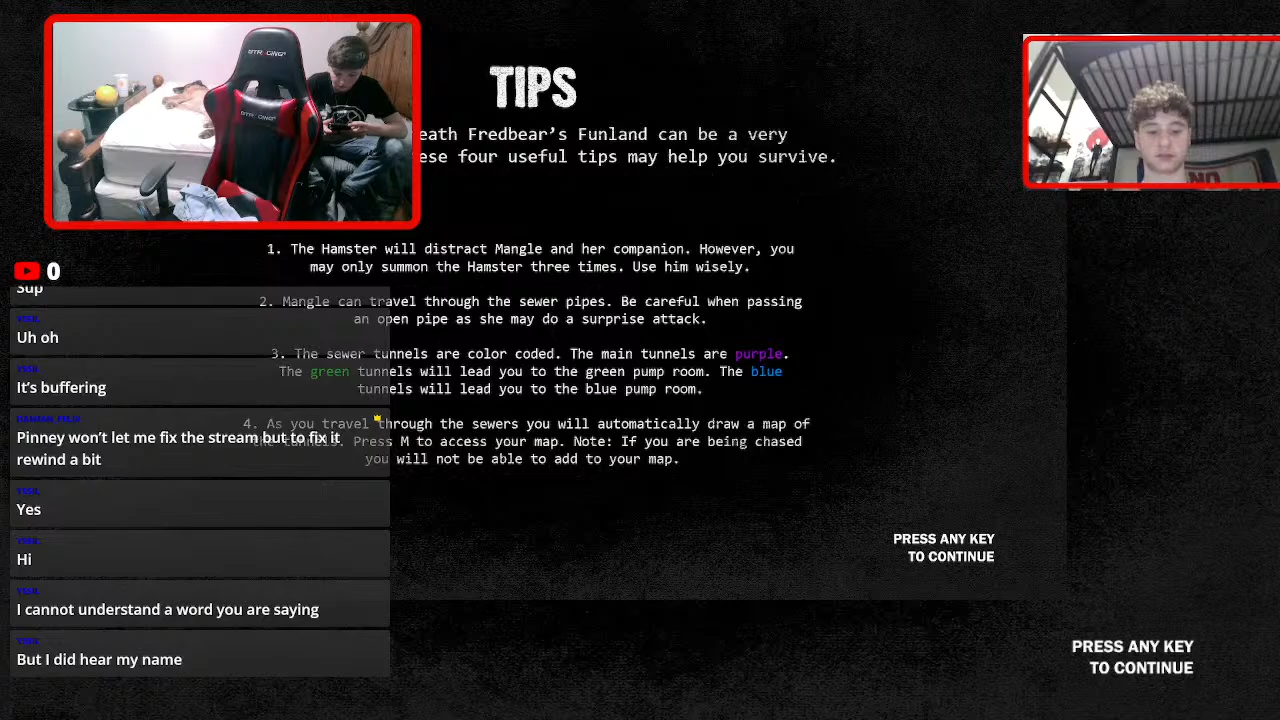 TIPS
eath Fredbear's Funland can be a very
ese four useful tips may help you survive.
1. The Hamster will distract Mangle and her companion. However, you
may only summon the Hamster three times. Use him wisely.
2. Mangle can travel through the sewer pipes. Be careful when passing
an open pipe as she may do a surprise attack.
3. The sewer tunnels are color coded. The main tunnels are purple.
The green tunnels will lead you to the green pump room. The blue
tunnels will lead you to the blue pump room.
4. As you travel through the sewers you will automatically draw a map of
the tunnels. Press M to access your map. Note: If you are being chased
you will not be able to add to your map.
PRESS ANY KEY
TO CONTINUE
PRESS ANY KEY
TO CONTINUE
0
Sup
Uh oh
It's buffering
Pinney won't let me fix the stream but to fix it
rewind a bit
Yes
Hi
I cannot understand a word you are saying
But I did hear my name
GTRACING
GTRACING
NO